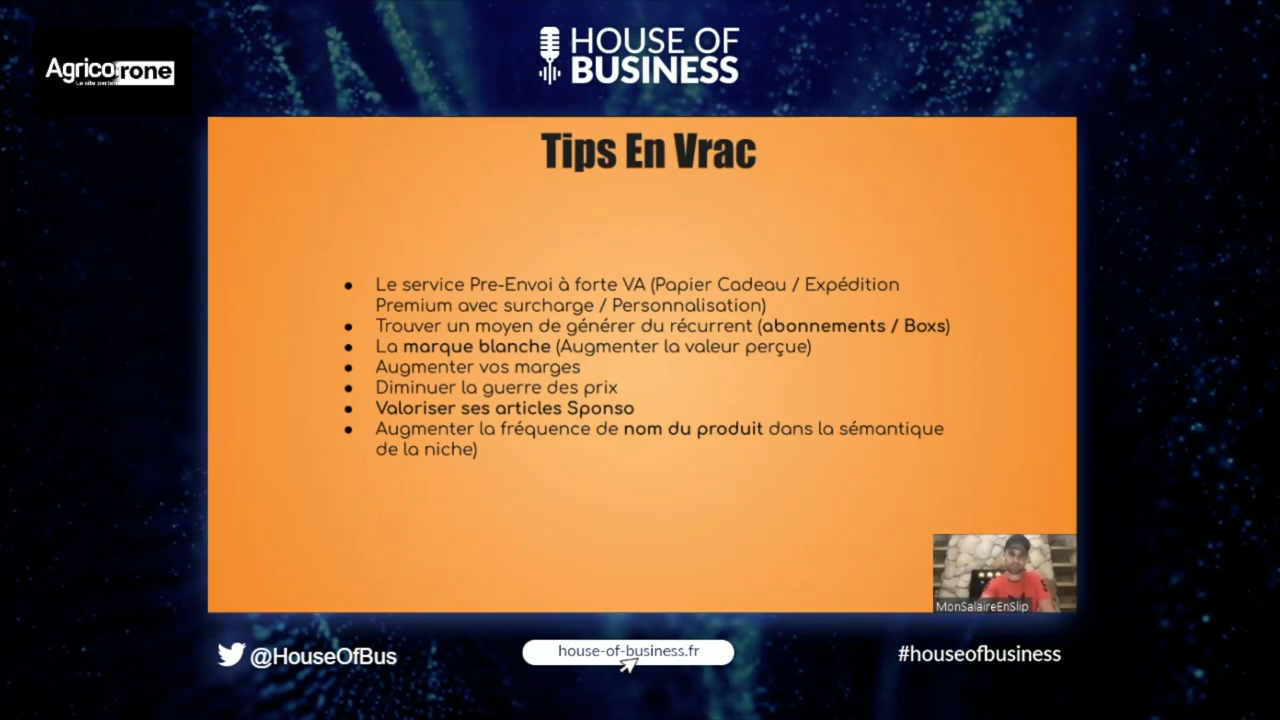 Agricorone
HOUSE OF
BUSINESS
Tips En Vrac
● Le service Pre-Envoi à forte VA (Papier Cadeau / Expédition
Premium avec surcharge / Personnalisation)
● Trouver un moyen de générer du récurrent (abonnements / Boxs)
● La marque blanche (Augmenter la valeur perçue)
● Augmenter vos marges
● Diminuer la guerre des prix
● Valoriser ses articles Sponso
● Augmenter la fréquence de nom du produit dans la sémantique
de la niche)
MonSalaireEnSlip
@HouseOfBus
house-of-business.fr
#houseofbusiness